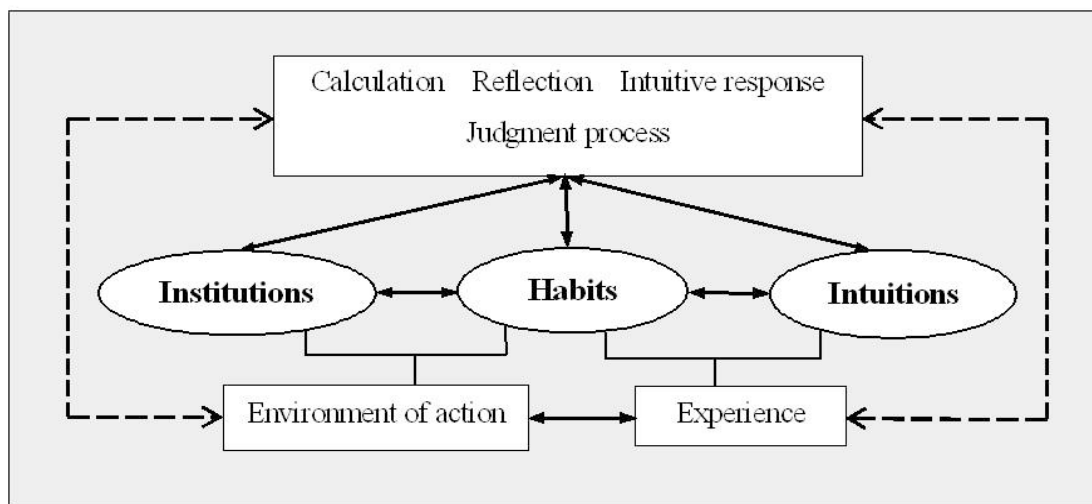 Calculation Reflection Intuitive response
Judgment process
Institutions
Habits
Intuitions
Environment of action
Experience